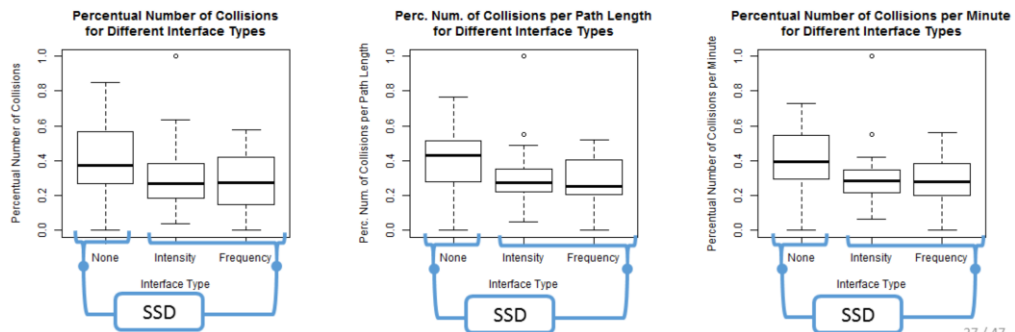 Percentual Number of Collisions
for Different Interface Types
Percentual Number of Collisions
1.0
0.8
0.6
0.4
0.2
0.0
None Intensity Frequency
Interface Type
SSD
Perc. Num. of Collisions per Path Length
for Different Interface Types
Perc. Num. of Collisions per Path Length
1.0
0.8
0.6
0.4
0.2
0.0
None Intensity Frequency
Interface Type
SSD
Percentual Number of Collisions per Minute
for Different Interface Types
Percentual Number of Collisions per Minute
1.0
0.8
0.6
0.4
0.2
0.0
None Intensity Frequency
Interface Type
SSD